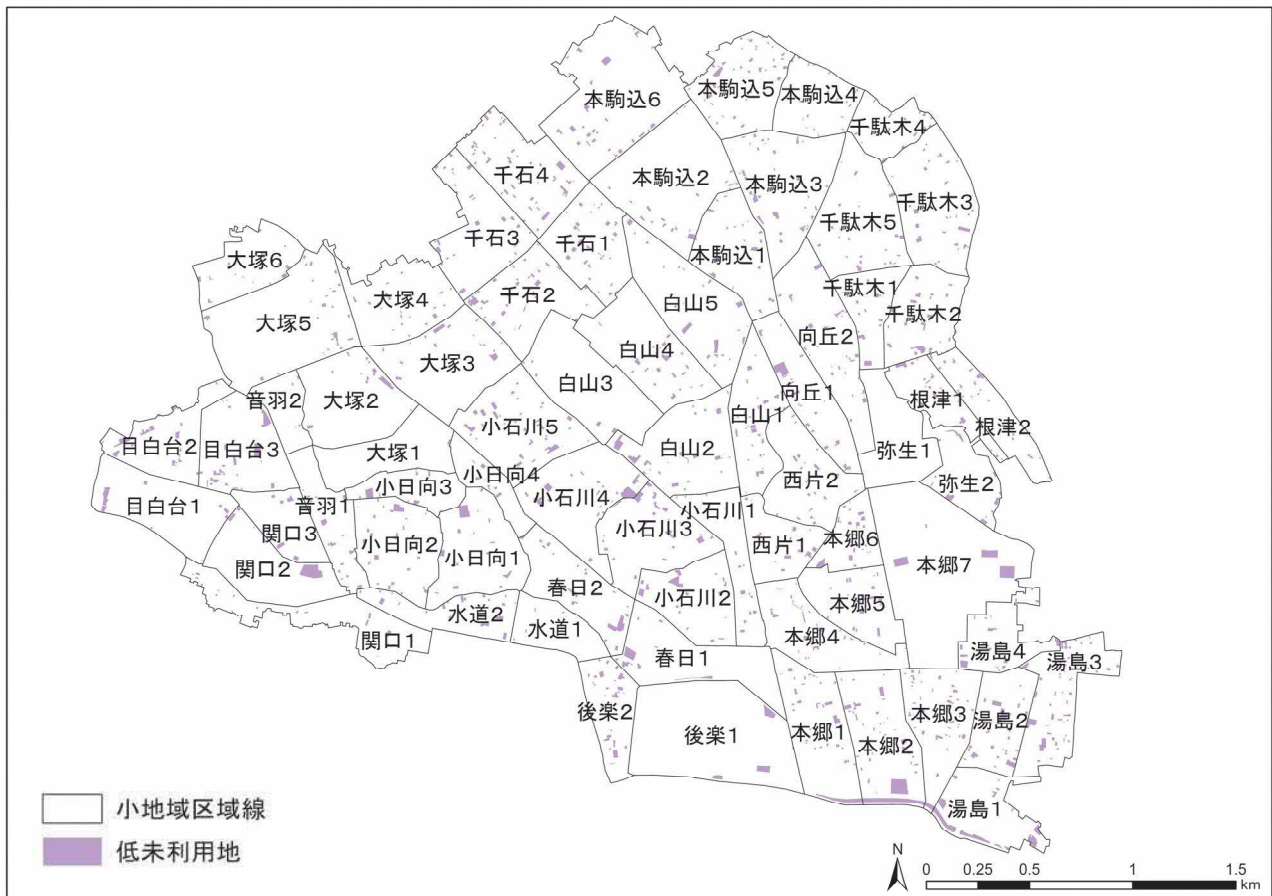 本駒込6
本駒込5
本駒込4
千駄木4
千石4
本駒込2
本駒込3
千駄木3
千駄木5
千石3
千石1
本駒込1
大塚6
大塚4
千石2
千駄木1
千駄木2
大塚5
白山5
向丘2
大塚3
白山4
白山3
向丘1
音羽2
大塚2
白山1
根津1
根津2
目白台2
目白台3
小石川5
大塚1
白山2
弥生1
小日向4
小日向3
西片2
弥生2
目白台1
音羽1
小石川4
小石川1
小石川3
関口3
小日向2
小日向1
西片1
本郷6
関口2
本郷7
春日2
小石川2
本郷5
水道2
水道1
本郷4
関口1
春日1
湯島4
湯島3
後楽2
後楽1
本郷1
本郷2
本郷3
湯島2
湯島1
小地域区域線
低未利用地
N
0 0.25 0.5 1 1.5
km